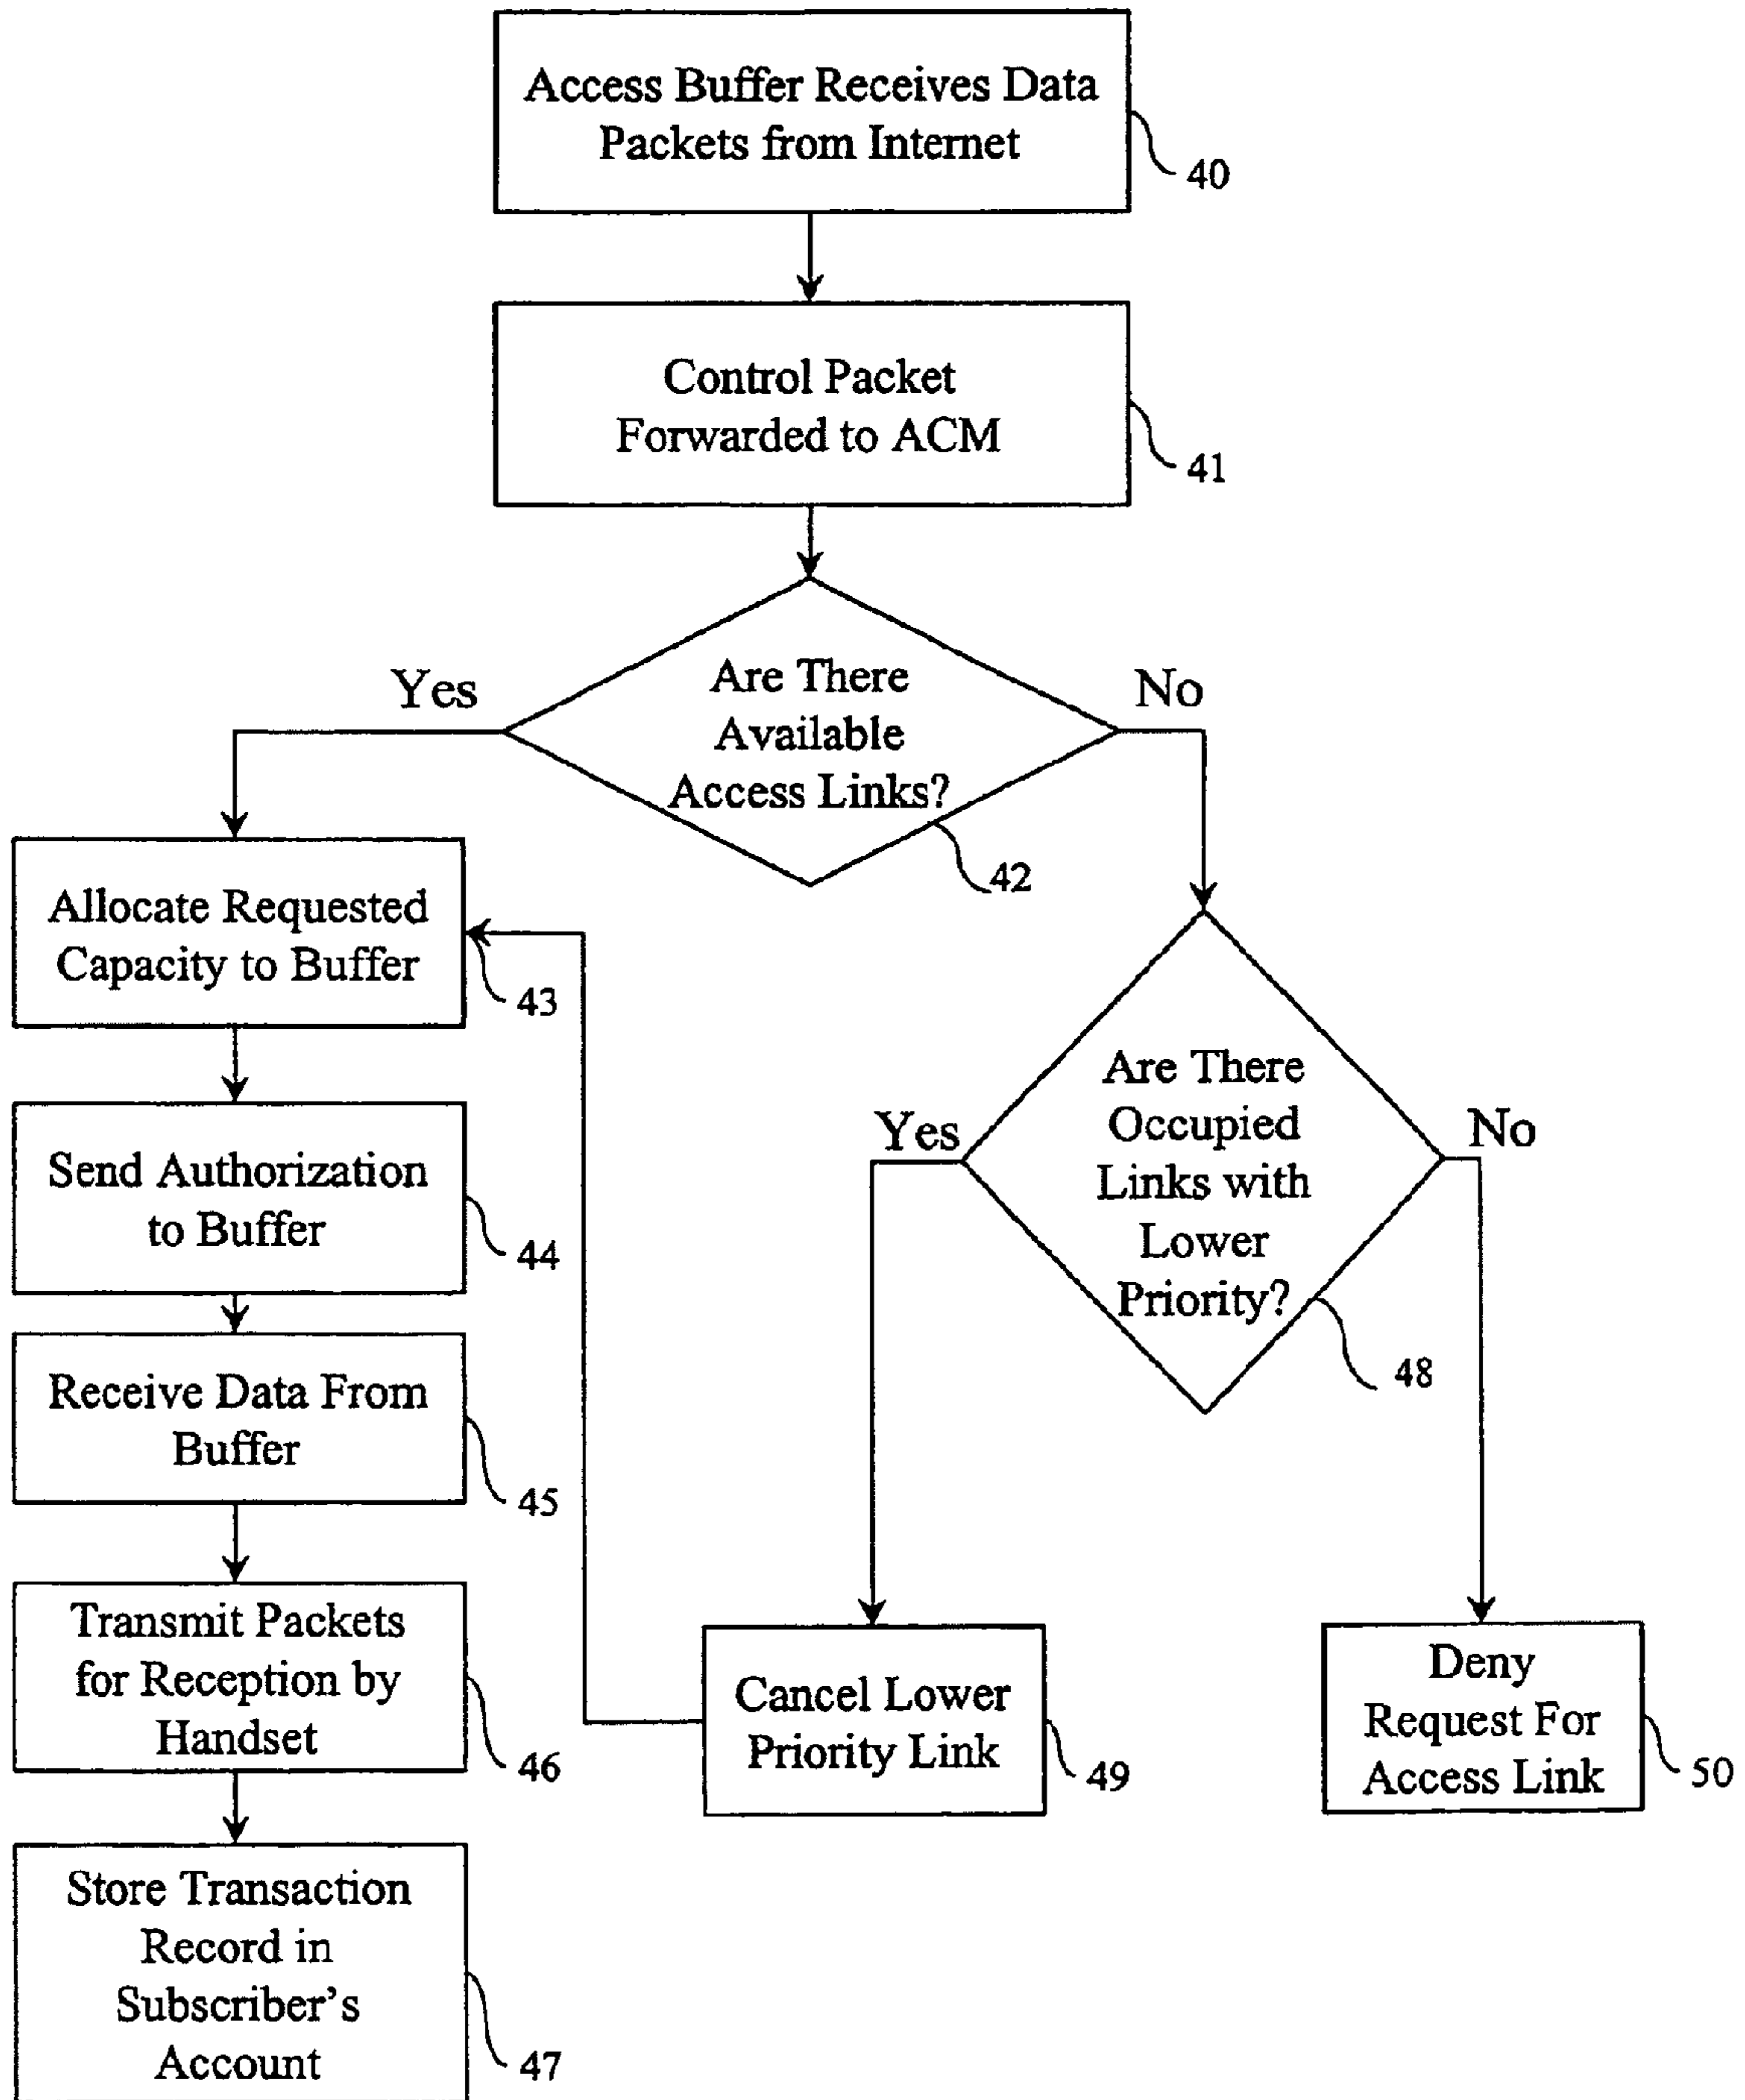 Access Buffer Receives Data
Packets from Internet
40
Control Packet
Forwarded to ACM
41
Yes
Are There
Available
Access Links?
No
42
Allocate Requested
Capacity to Buffer
43
Send Authorization
to Buffer
44
Receive Data From
Buffer
45
Transmit Packets
for Reception by
Handset
46
Store Transaction
Record in
Subscriber's
Account
47
Yes
Are There
Occupied
Links with
Lower
Priority?
No
48
Cancel Lower
Priority Link
49
Deny
Request For
Access Link
50